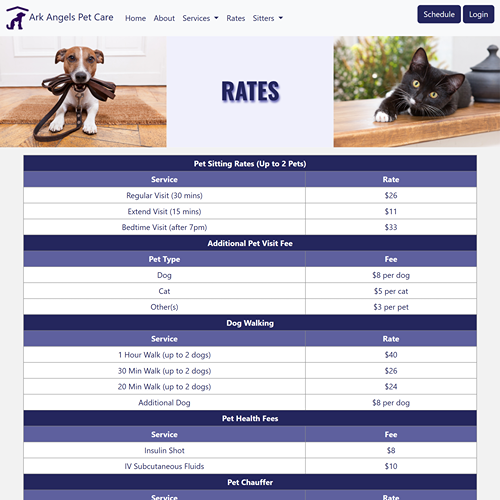 Ark Angels Pet Care Home About Services Rates Sitters Schedule Login
RATES
Pet Sitting Rates (Up to 2 Pets)
Service Rate
Regular Visit (30 mins) $26
Extend Visit (15 mins) $11
Bedtime Visit (after 7pm) $33
Additional Pet Visit Fee
Pet Type Fee
Dog $8 per dog
Cat $5 per cat
Other(s) $3 per pet
Dog Walking
Service Rate
1 Hour Walk (up to 2 dogs) $40
30 Min Walk (up to 2 dogs) $26
20 Min Walk (up to 2 dogs) $24
Additional Dog $8 per dog
Pet Health Fees
Service Fee
Insulin Shot $8
IV Subcutaneous Fluids $10
Pet Chauffer
Service Rate